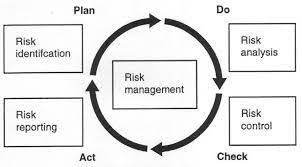 Plan
Do
Risk
identifcation
Risk
analysis
Risk
management
Risk
reporting
Risk
control
Act
Check